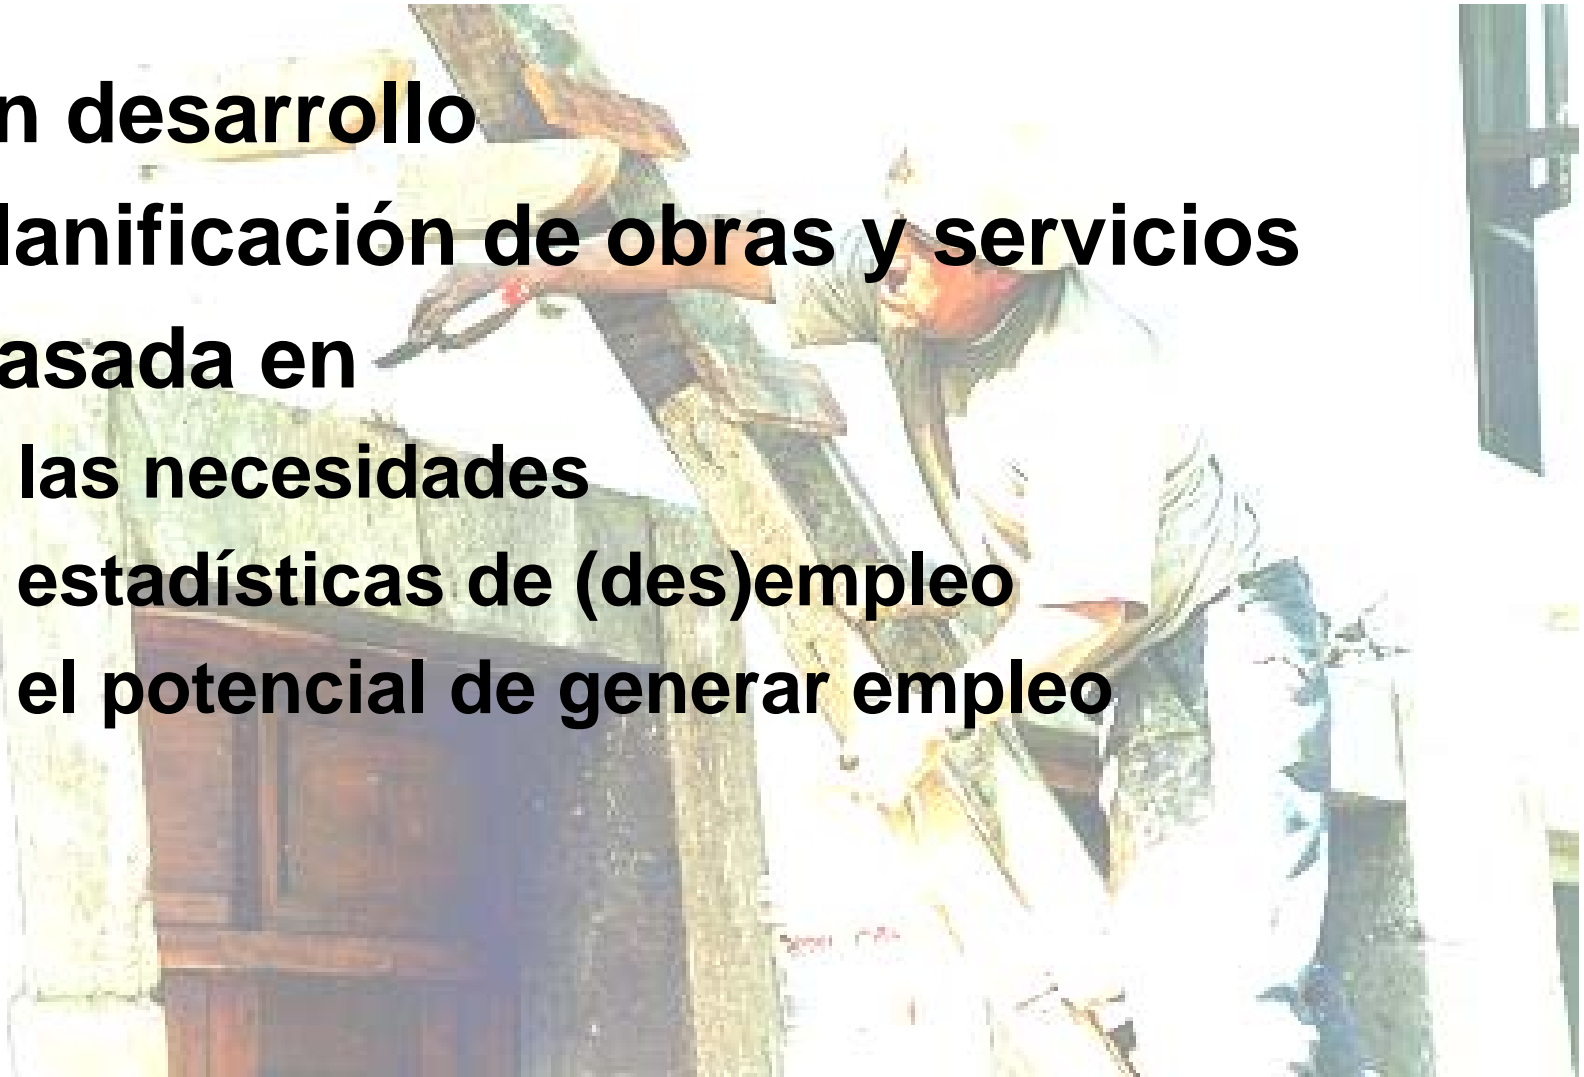 n desarrollo
lanificación de obras y servicios
asada en
las necesidades
estadísticas de (des)empleo
el potencial de generar empleo